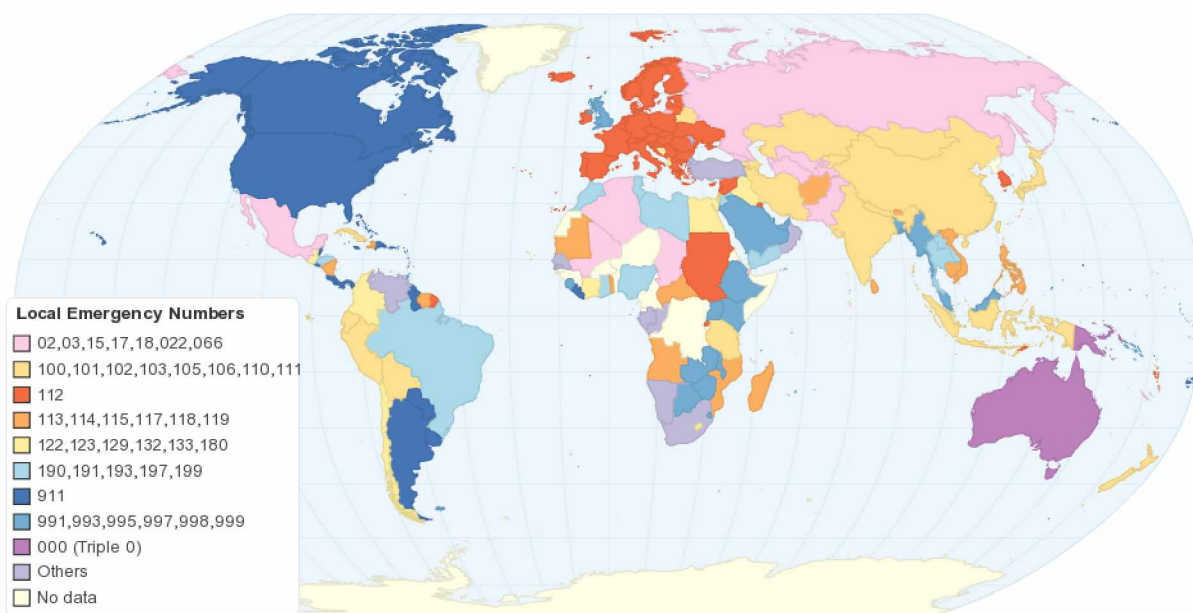 Local Emergency Numbers
02,03,15,17,18,022,066
100,101,102,103,105,106,110,111
112
113,114,115,117,118,119
122,123,129,132,133,180
190,191,193,197,199
911
991,993,995,997,998,999
000 (Triple 0)
Others
No data